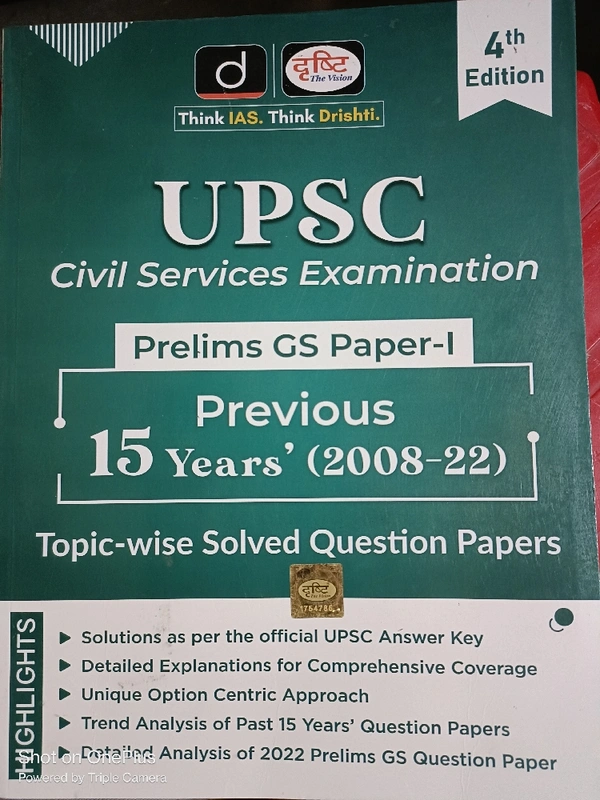 4th
Edition
d
दृष्टि
The Vision
Think IAS. Think Drishti.
UPSC
Civil Services Examination
Prelims GS Paper-I
Previous
15 Years' (2008-22)
Topic-wise Solved Question Papers
दृष्टि
The Vision
HIGHLIGHTS
Solutions as per the official UPSC Answer Key
Detailed Explanations for Comprehensive Coverage
Unique Option Centric Approach
Trend Analysis of Past 15 Years' Question Papers
Detailed Analysis of 2022 Prelims GS Question Paper
Shot on OnePlus
Powered by Triple Camera